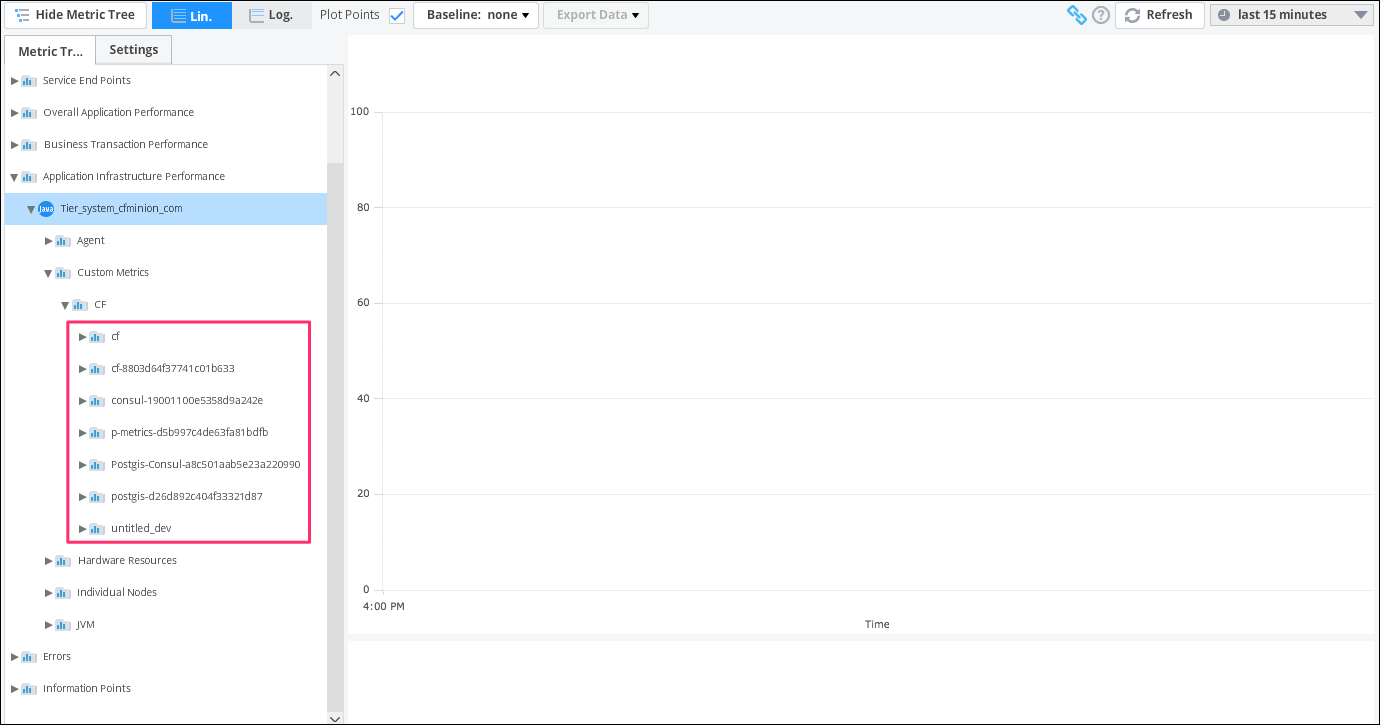 Hide Metric Tree
Lin.
Log.
Plot Points
Baseline: none
Export Data
Refresh
last 15 minutes
Metric Tr...
Settings
Service End Points
Overall Application Performance
Business Transaction Performance
Application Infrastructure Performance
Java Tier_system_cfminion_com
Agent
Custom Metrics
CF
cf
cf-8803d64f37741c01b633
consul-19001100e5358d9a242e
p-metrics-d5b997c4de63fa81bdfb
Postgis-Consul-a8c501aab5e23a220990
postgis-d26d892c404f33321d87
untitled_dev
Hardware Resources
Individual Nodes
JVM
Errors
Information Points
100
80
60
40
20
0
4:00 PM
Time